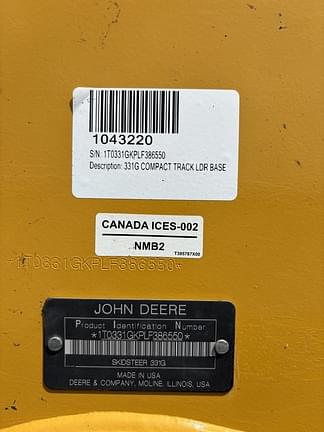 1043220
S/N: 1T0331GKPLF386550
Description: 331G COMPACT TRACK LDR BASE
CANADA ICES-002
NMB2
T395787X00
*1T0331GKPLF386550*
JOHN DEERE
Product Identification Number
*1T0331GKPLF386550*
SKIDSTEER 331G
MADE IN USA
DEERE & COMPANY, MOLINE, ILLINOIS, USA